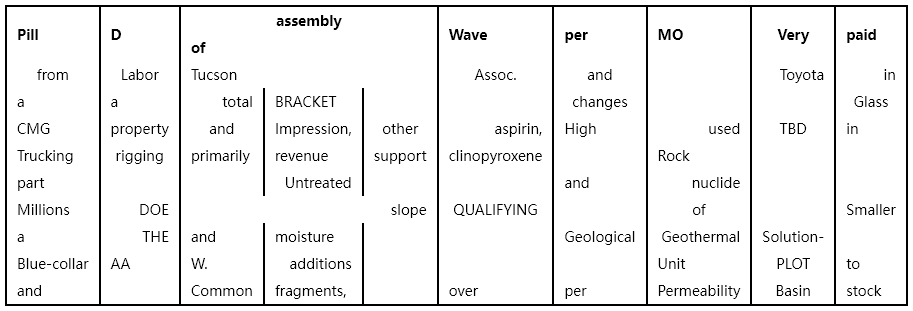 Pill D assembly of Wave per MO Very paid
from Labor Tucson Assoc. and Toyota in
a a total BRACKET changes Glass
CMG property and Impression, other aspirin, High used TBD in
Trucking rigging primarily revenue support clinopyroxene Rock
part Untreated and nuclide
Millions DOE slope QUALIFYING of Smaller
a THE and moisture Geological Geothermal Solution-
Blue-collar AA W. additions Unit PLOT to
and Common fragments, over per Permeability Basin stock